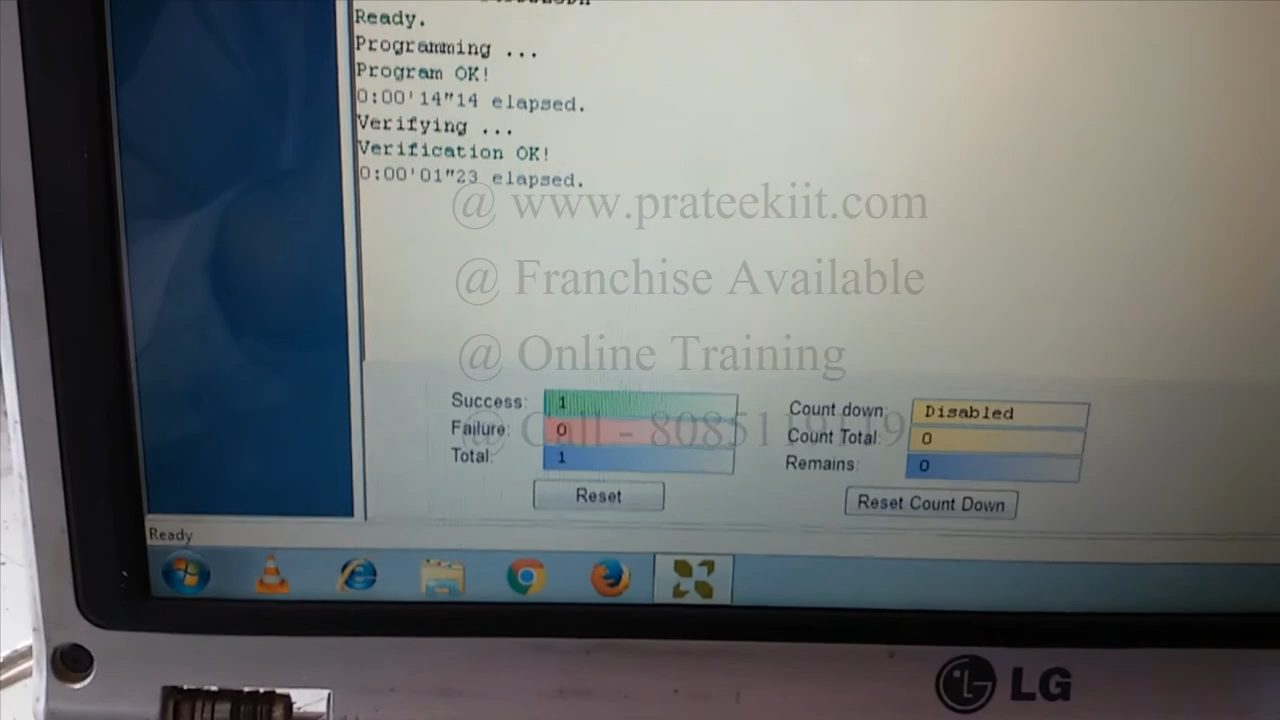 Ready.
Programming ...
Program OK!
0:00'14"14 elapsed.
Verifying ...
Verification OK!
0:00'01"23 elapsed.
@ www.prateekiit.com
@ Franchise Available
@ Online Training
Success: 1
Count down: Disabled
Failure: 0
@ Call -
Count Total: 0
Total: 1
Remains: 0
Reset
Reset Count Down
Ready
LG